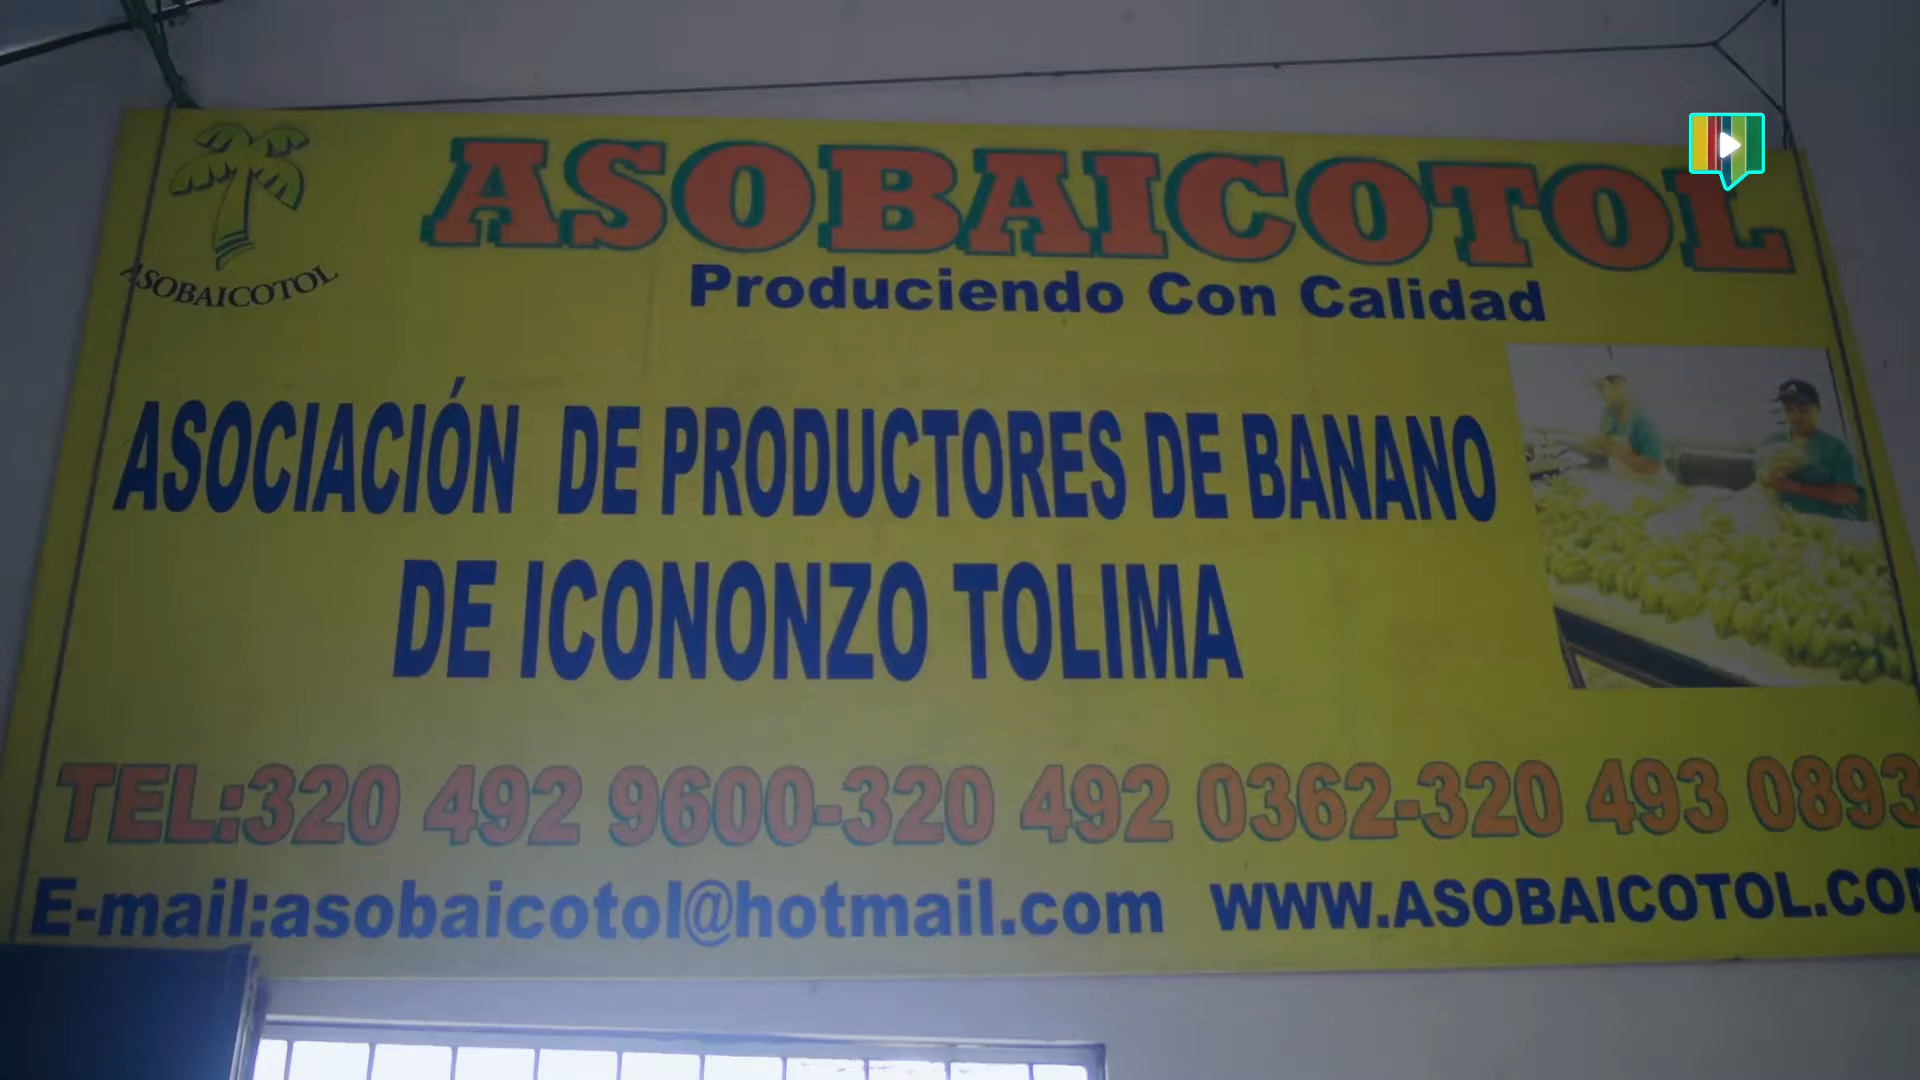 ASOBAICOTOL
ASOBAICOTOL
Produciendo Con Calidad
ASOCIACIÓN DE PRODUCTORES DE BANANO
DE ICONONZO TOLIMA
TEL:320 492 9600-320 492 0362-320 493 0893
E-mail:asobaicotol@hotmail.com WWW.ASOBAICOTOL.COM